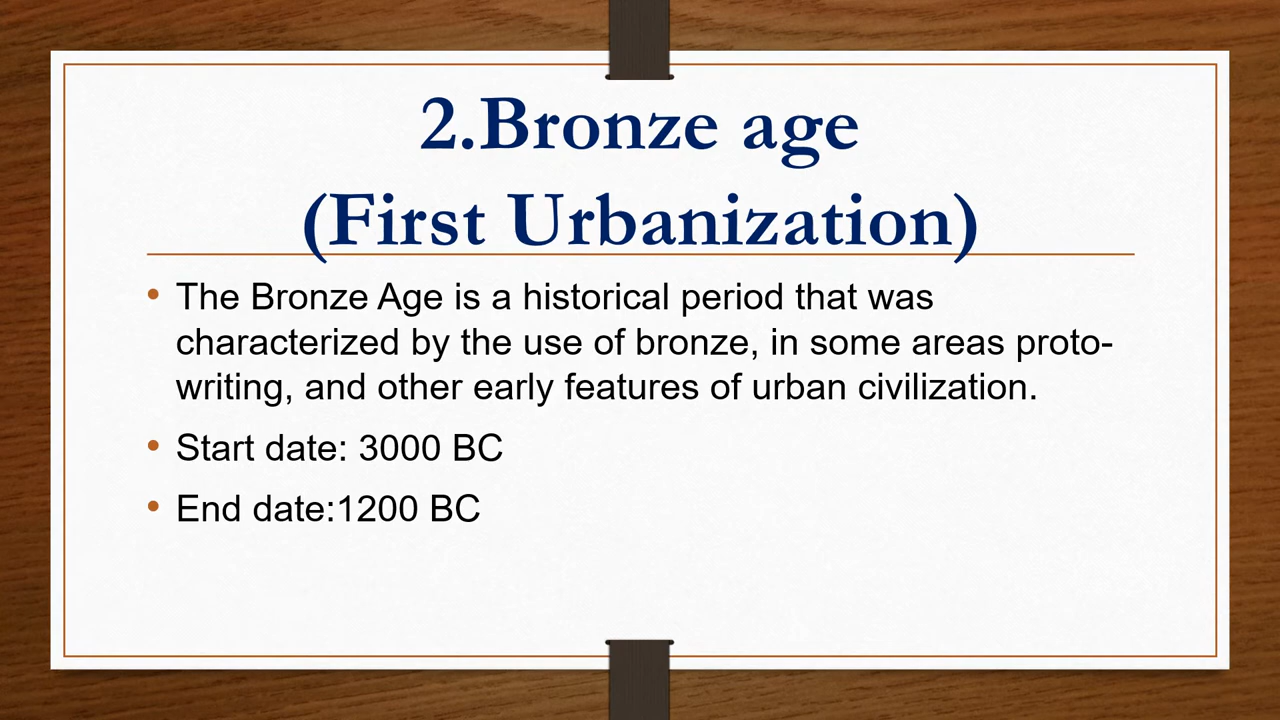 2.Bronze age
(First Urbanization)
• The Bronze Age is a historical period that was
characterized by the use of bronze, in some areas proto-
writing, and other early features of urban civilization.
• Start date: 3000 BC
• End date:1200 BC